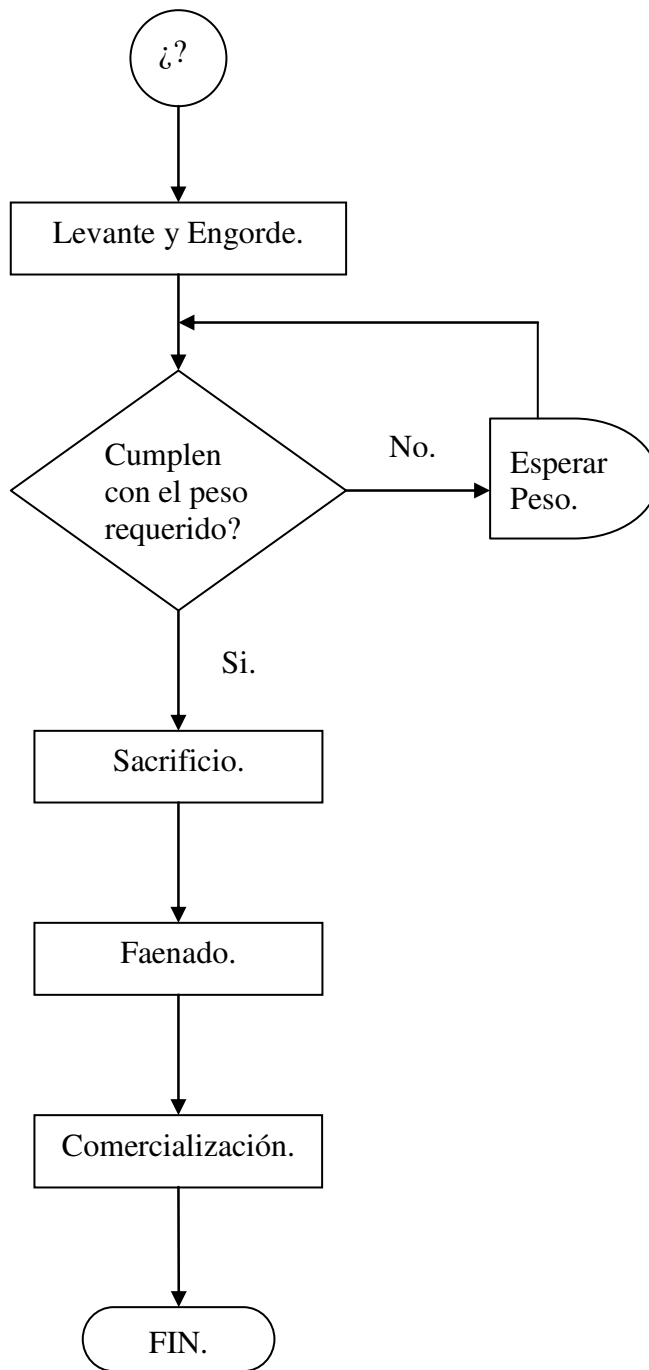 ¿?
Levante y Engorde.
Cumplen
con el peso
requerido?
No.
Esperar
Peso.
Si.
Sacrificio.
Faenado.
Comercialización.
FIN.